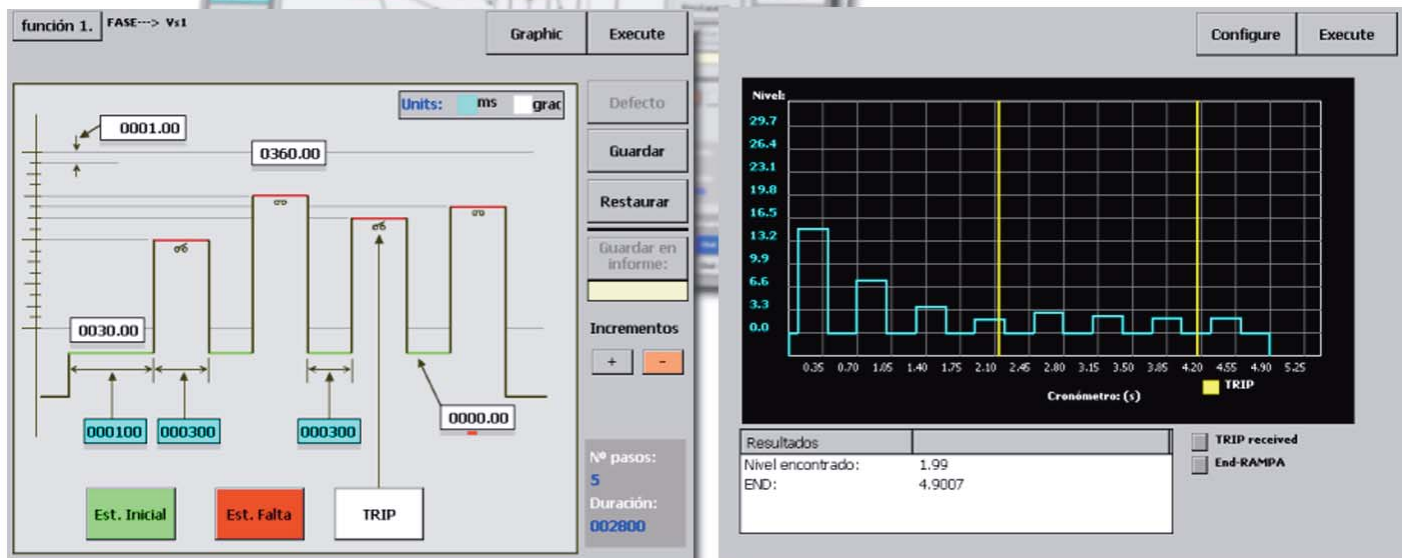 función 1.
FASE---> Vs1
Graphic
Execute
Units: ms grac
0001.00
0360.00
0030.00
000100
000300
000300
0000.00
Est. Inicial
Est. Falta
TRIP
Defecto
Guardar
Restaurar
Guardar en
informe:
Incrementos
+
-
Nº pasos:
5
Duración:
002800
Configure
Execute
Nivel:
29.7
26.4
23.1
19.8
16.5
13.2
9.9
6.6
3.3
0.0
0.35 0.70 1.05 1.40 1.75 2.10 2.45 2.80 3.15 3.50 3.85 4.20 4.55 4.90 5.25
Cronómetro: (s)
TRIP
Resultados
Nivel encontrado: 1.99
END: 4.9007
TRIP received
End-RAMPA